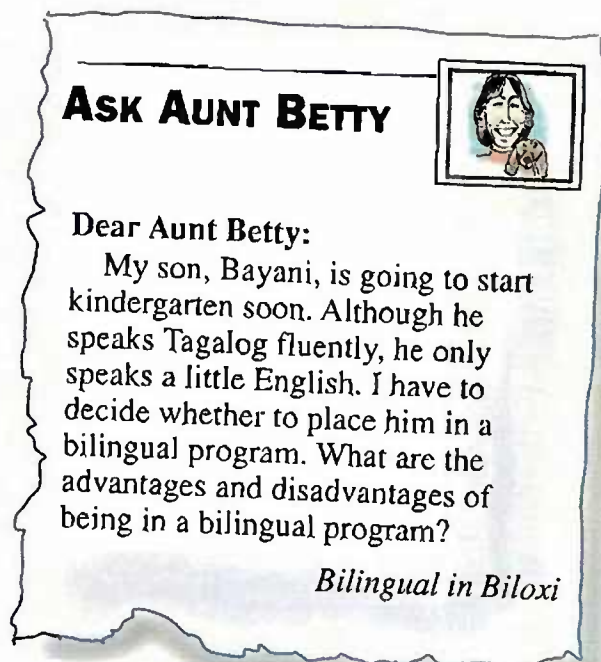 ASK AUNT BETTY
Dear Aunt Betty:
My son, Bayani, is going to start
kindergarten soon. Although he
speaks Tagalog fluently, he only
speaks a little English. I have to
decide whether to place him in a
bilingual program. What are the
advantages and disadvantages of
being in a bilingual program?
Bilingual in Biloxi